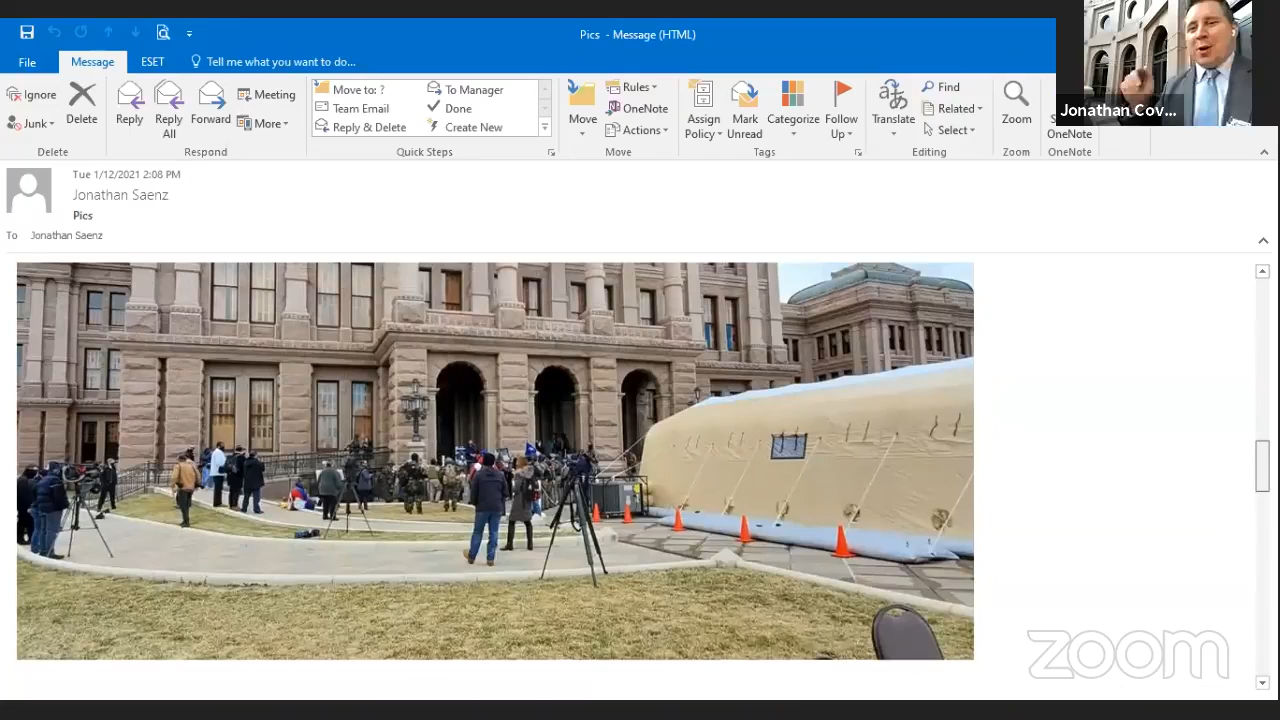 Pics - Message (HTML)
File Message ESET Tell me what you want to do...
Jonathan Cov...
Ignore
Junk
Delete
Delete
Reply
Reply All
Forward
Meeting
More
Respond
Move to: ?
Team Email
Reply & Delete
To Manager
Done
Create New
Quick Steps
Move
Rules
OneNote
Actions
Move
Assign Policy
Mark Unread
Categorize
Follow Up
Tags
Translate
Find
Related
Select
Editing
Zoom
Zoom
OneNote
OneNote
Tue 1/12/2021 2:08 PM
Jonathan Saenz
Pics
To Jonathan Saenz
zoom